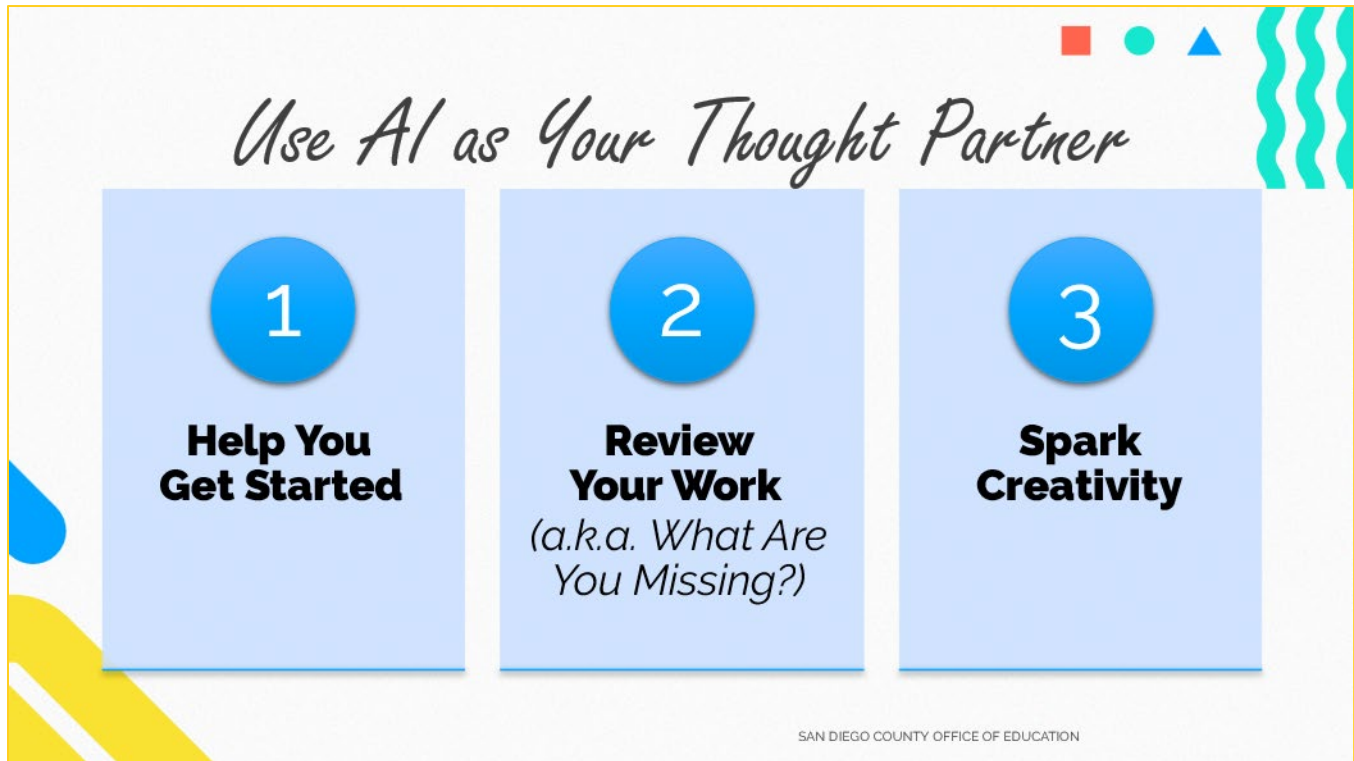 Use AI as Your Thought Partner
1
Help You
Get Started
2
Review
Your Work
(a.k.a. What Are
You Missing?)
3
Spark
Creativity
SAN DIEGO COUNTY OFFICE OF EDUCATION